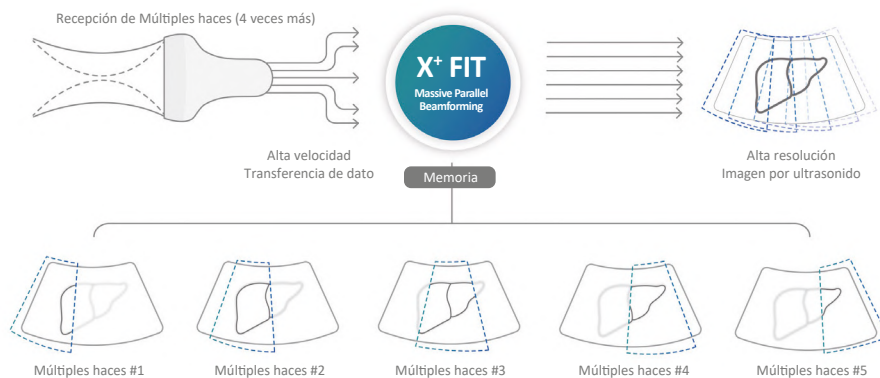 Recepción de Múltiples haces (4 veces más)
X⁺ FIT
Massive Parallel
Beamforming
Alta velocidad
Transferencia de dato
Alta resolución
Imagen por ultrasonido
Memoria
Múltiples haces #1
Múltiples haces #2
Múltiples haces #3
Múltiples haces #4
Múltiples haces #5